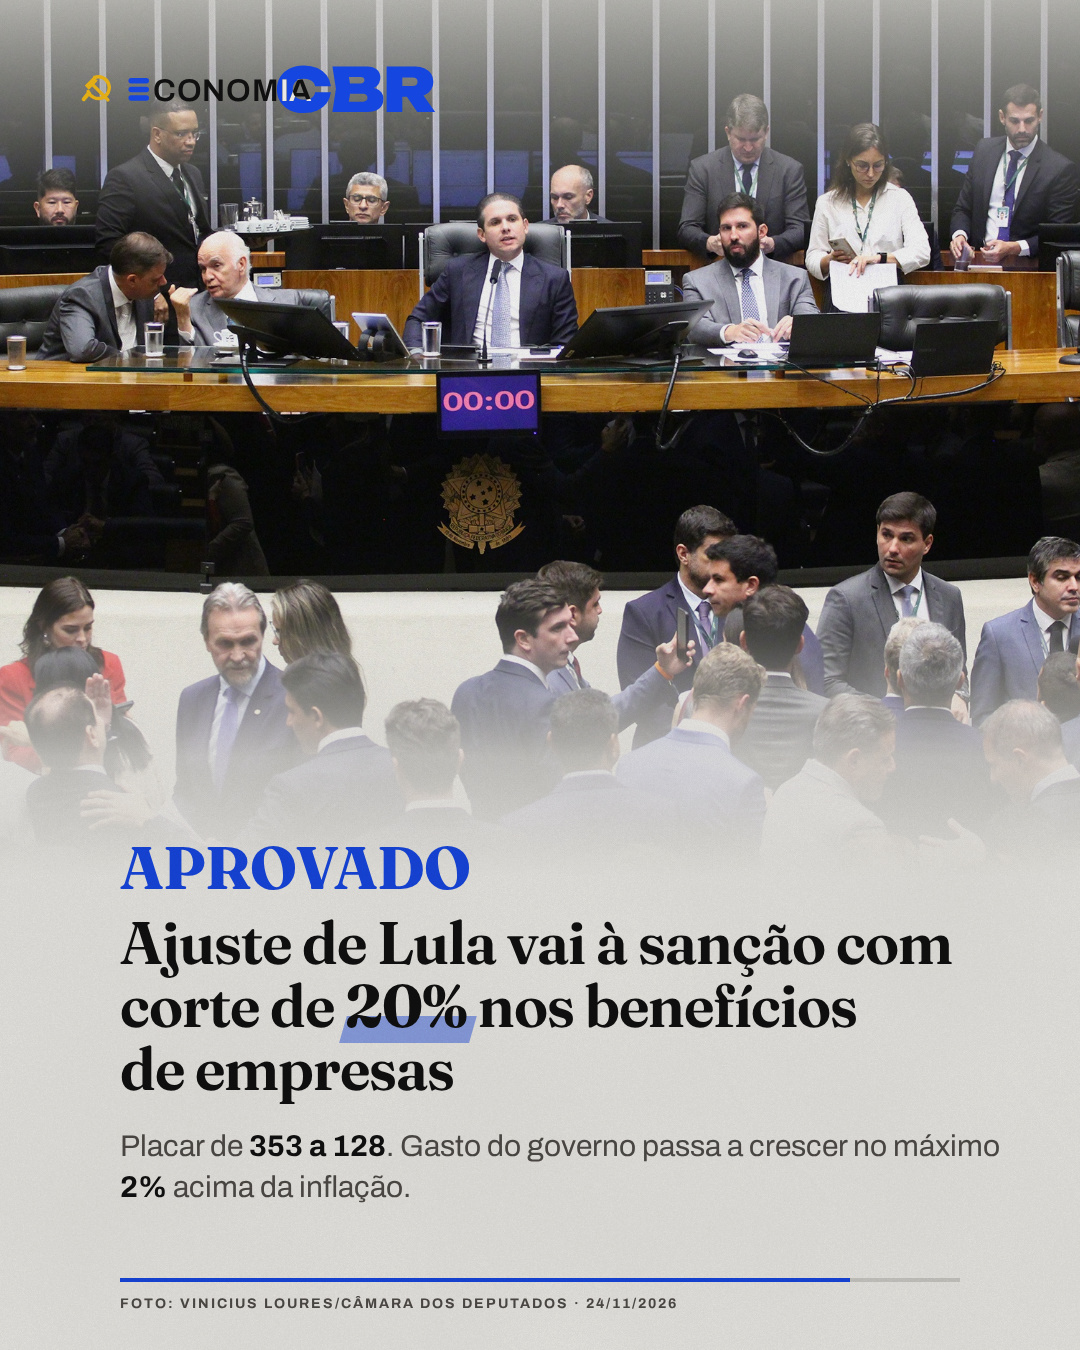 ECONOMIA CBR
00:00
APROVADO
Ajuste de Lula vai à sanção com
corte de 20% nos benefícios
de empresas
Placar de 353 a 128. Gasto do governo passa a crescer no máximo
2% acima da inflação.
FOTO: VINICIUS LOURES/CÂMARA DOS DEPUTADOS · 24/11/2026